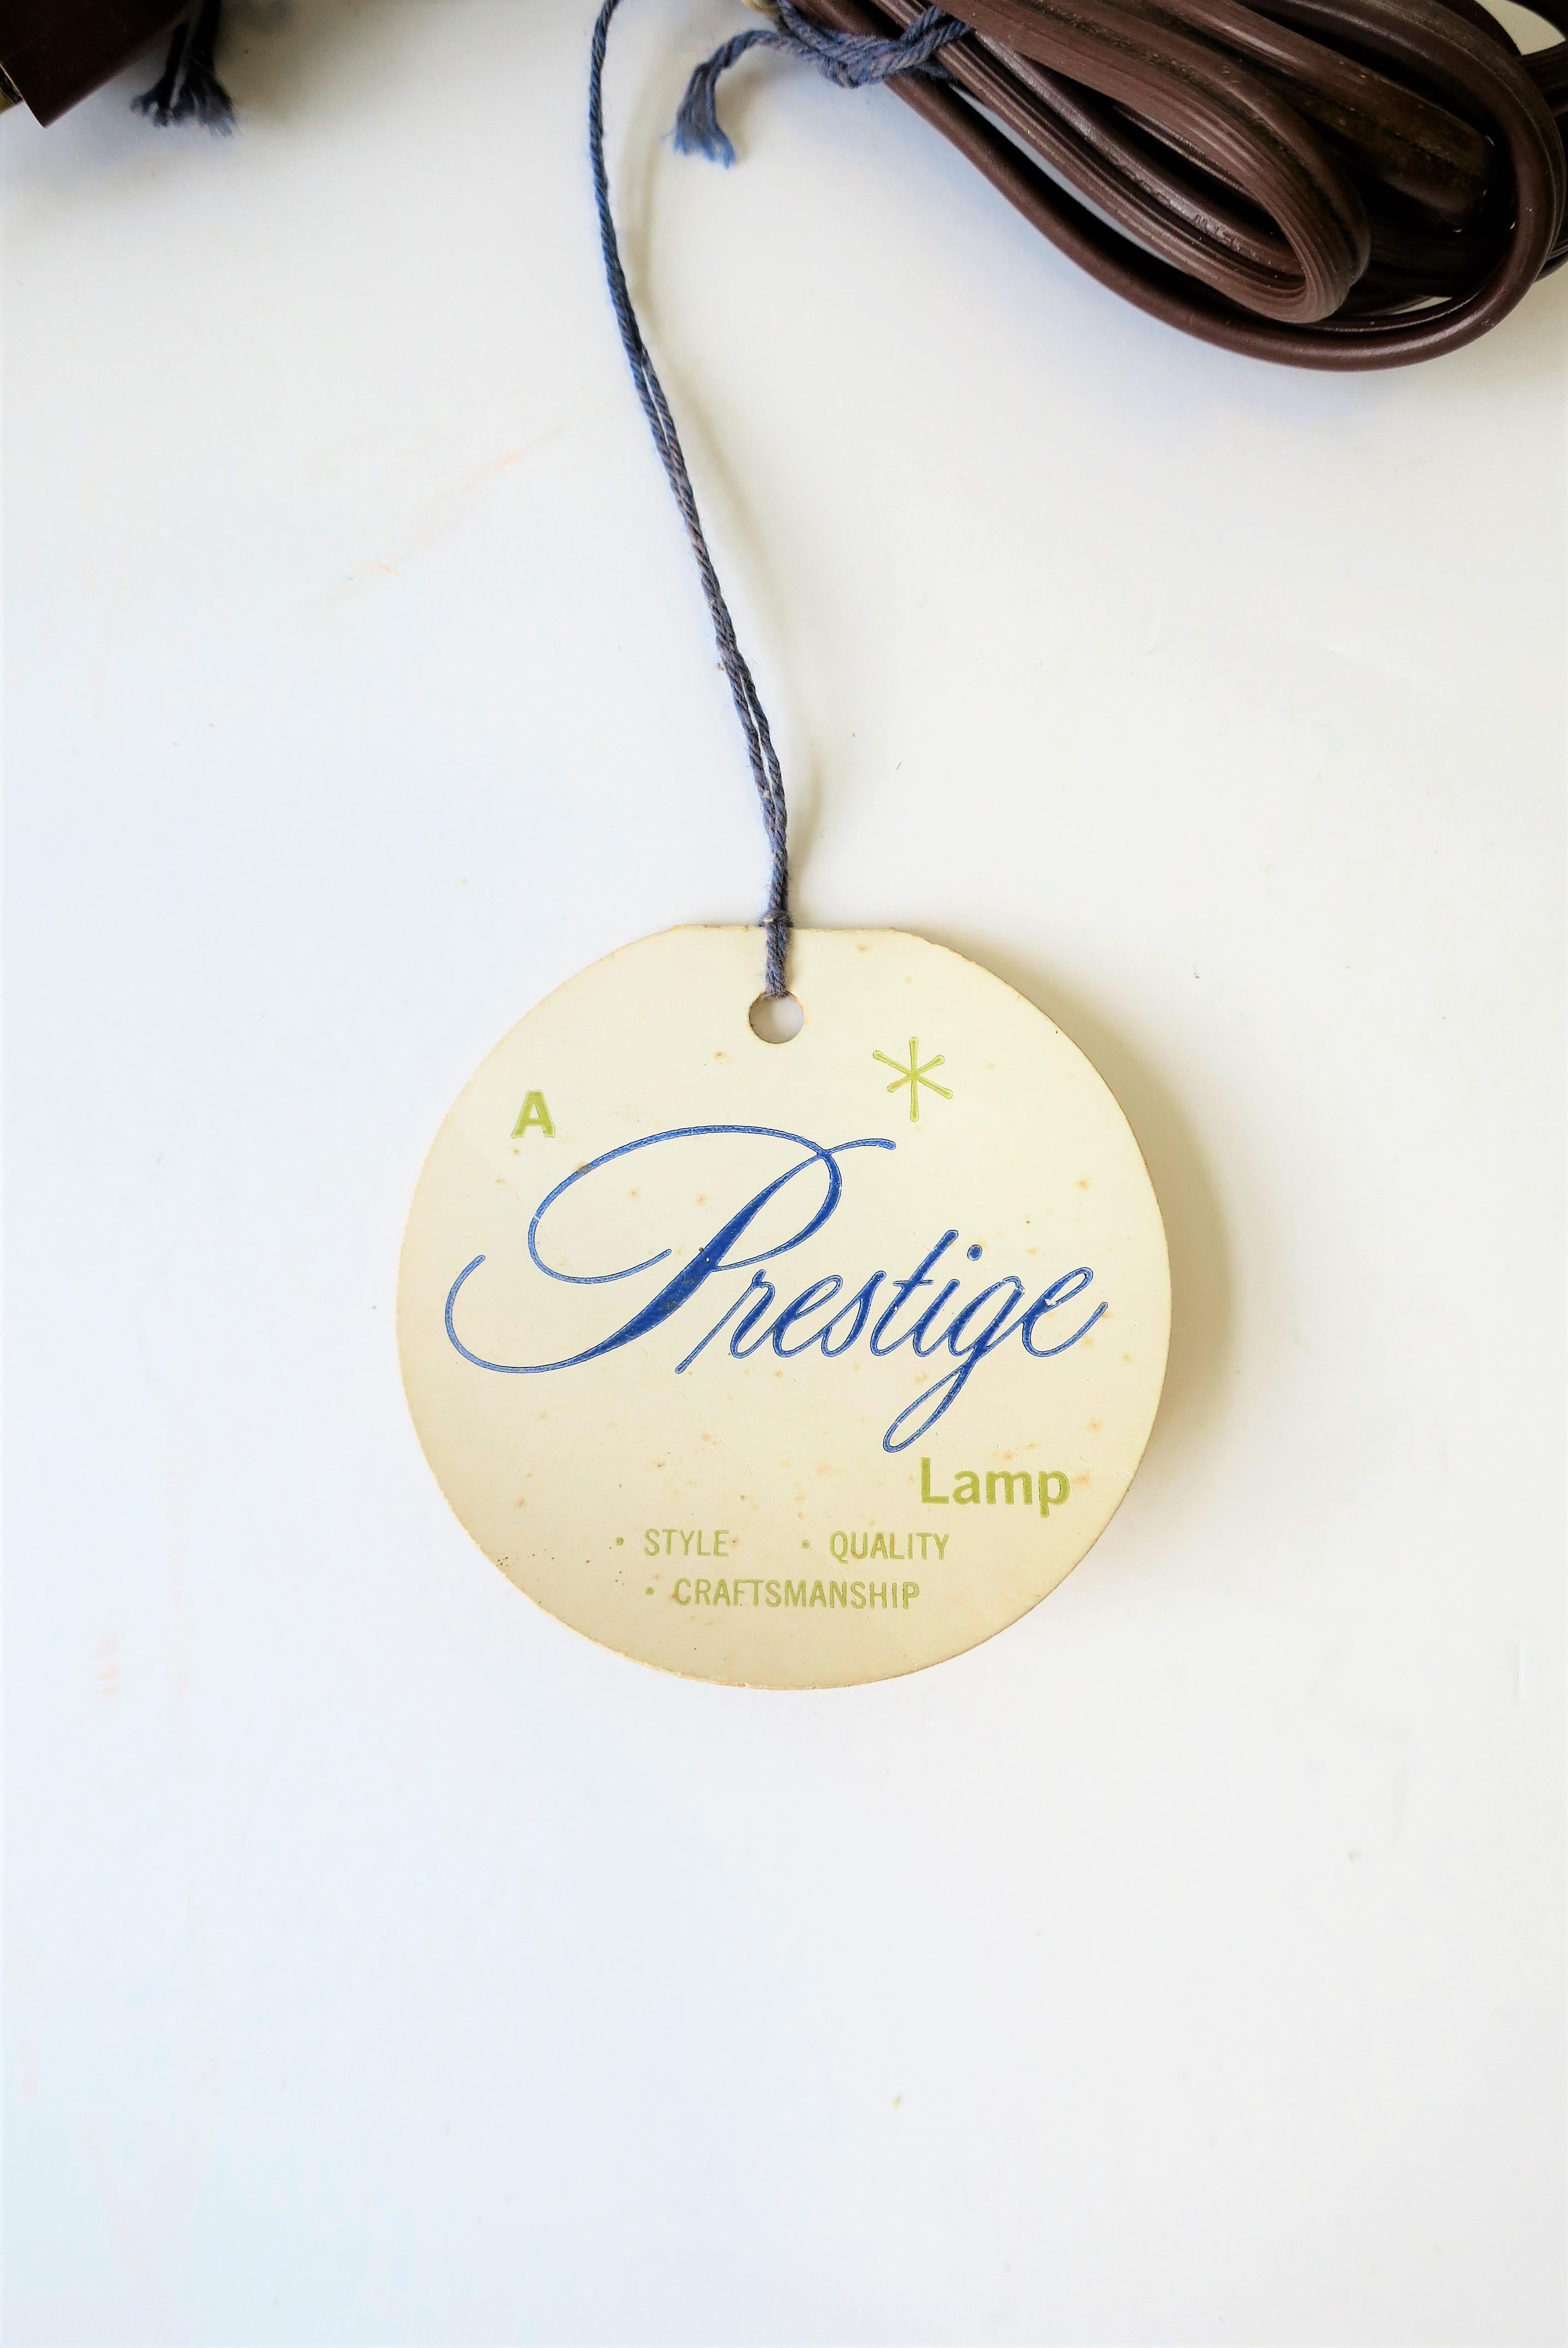 A
Prestige
Lamp
• STYLE • QUALITY
• CRAFTSMANSHIP